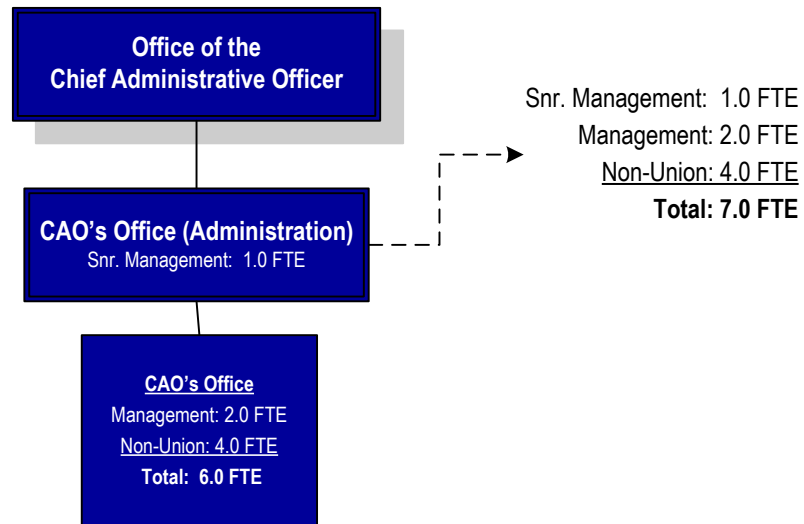 Office of the
Chief Administrative Officer
Snr. Management: 1.0 FTE
Management: 2.0 FTE
Non-Union: 4.0 FTE
Total: 7.0 FTE
CAO’s Office (Administration)
Snr. Management: 1.0 FTE
CAO’s Office
Management: 2.0 FTE
Non-Union: 4.0 FTE
Total: 6.0 FTE